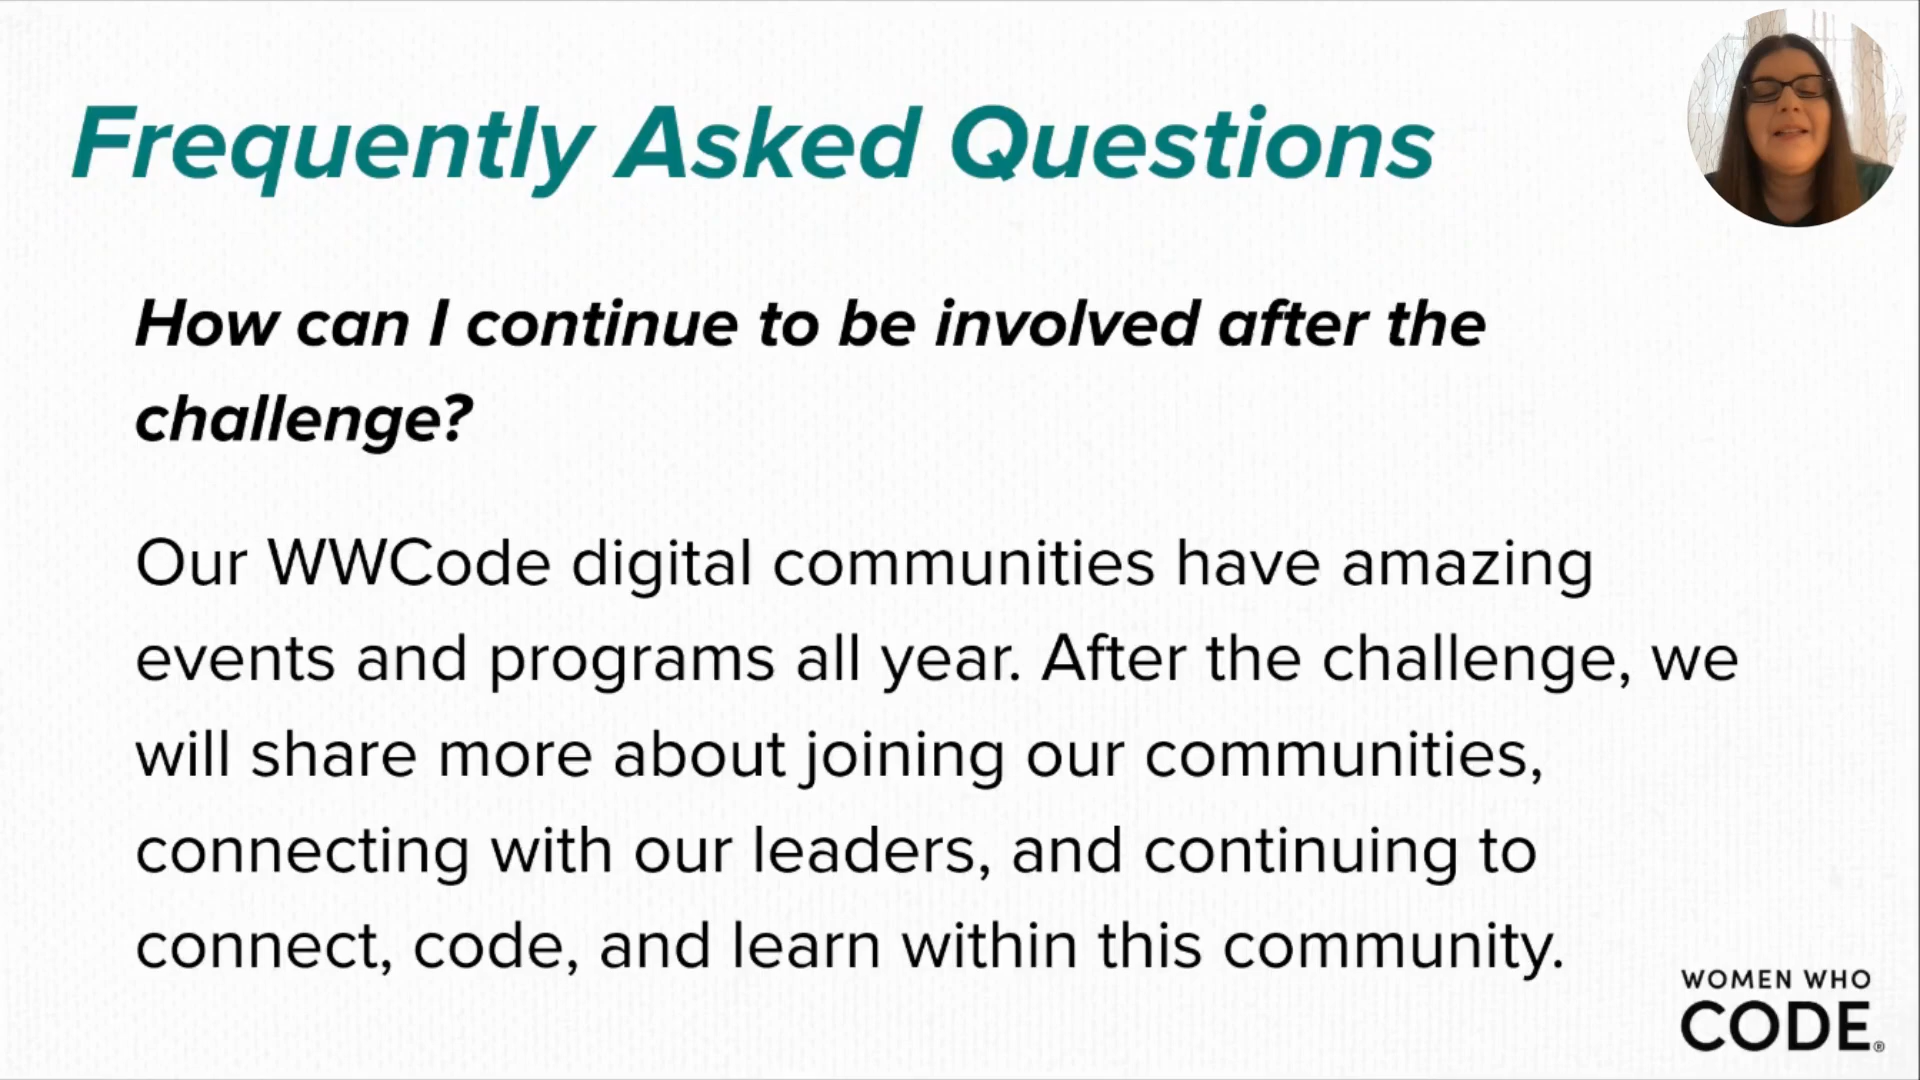 Frequently Asked Questions
How can I continue to be involved after the
challenge?
Our WWCode digital communities have amazing
events and programs all year. After the challenge, we
will share more about joining our communities,
connecting with our leaders, and continuing to
connect, code, and learn within this community.
WOMEN WHO
CODE®